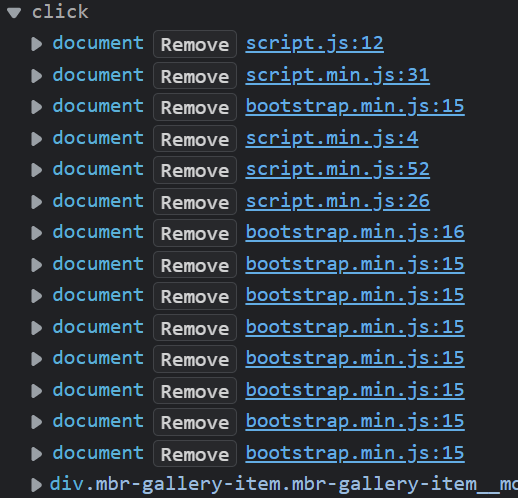 click
document Remove script.js:12
document Remove script.min.js:31
document Remove bootstrap.min.js:15
document Remove script.min.js:4
document Remove script.min.js:52
document Remove script.min.js:26
document Remove bootstrap.min.js:16
document Remove bootstrap.min.js:15
document Remove bootstrap.min.js:15
document Remove bootstrap.min.js:15
document Remove bootstrap.min.js:15
document Remove bootstrap.min.js:15
document Remove bootstrap.min.js:15
document Remove bootstrap.min.js:15
div.mbr-gallery-item.mbr-gallery-item__mo